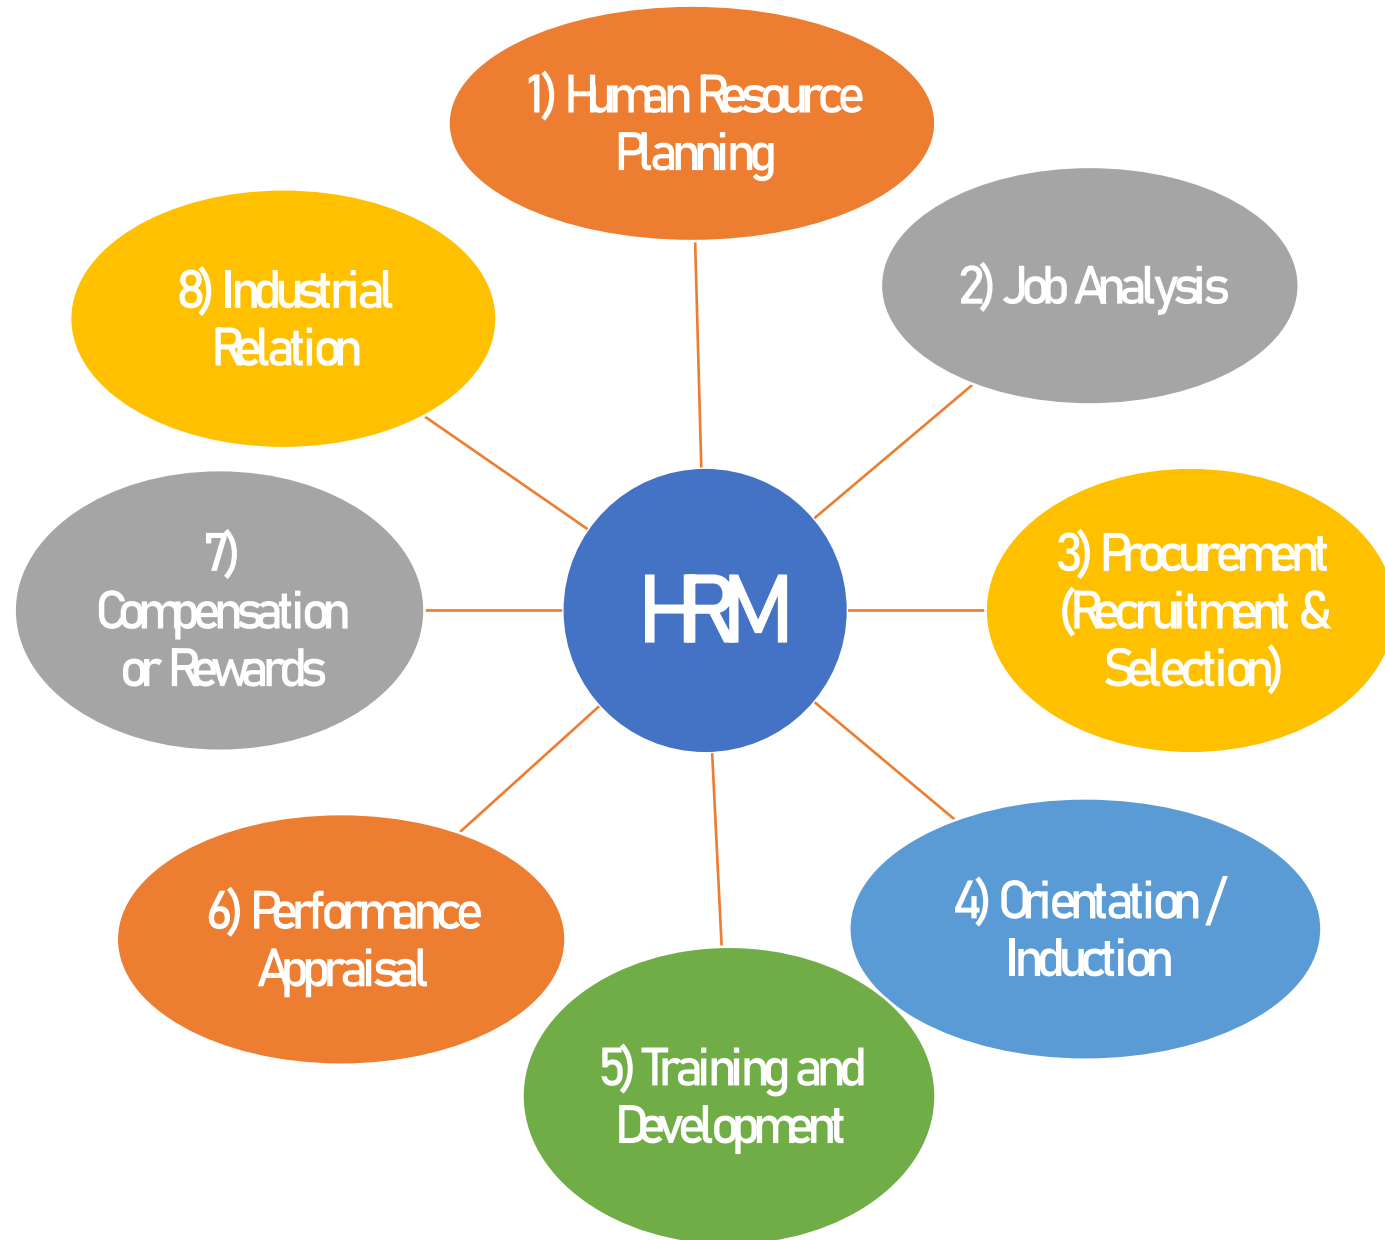 1) Human Resource
Planning
2) Job Analysis
3) Procurement
(Recruitment &
Selection)
4) Orientation /
Induction
5) Training and
Development
6) Performance
Appraisal
7)
Compensation
or Rewards
8) Industrial
Relation
HRM